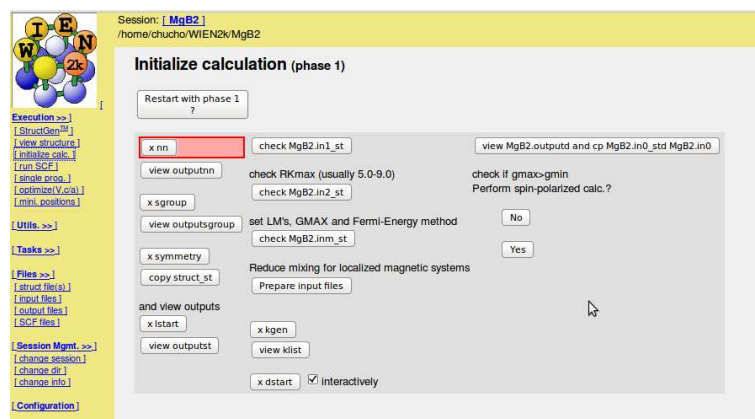 W I E N
2k
Session: [ MgB2 ]
/home/chucho/WIEN2k/MgB2
Initialize calculation (phase 1)
Restart with phase 1
?
[
Execution >> ]
[ StructGen™ ]
[ view structure ]
[ initialize calc. ]
[ run SCF ]
[ single prog. ]
[ optimize(V,c/a) ]
[ mini. positions ]
[ Utils. >> ]
[ Tasks >> ]
[ Files >> ]
[ struct file(s) ]
[ input files ]
[ output files ]
[ SCF files ]
[ Session Mgmt. >> ]
[ change session ]
[ change dir ]
[ change info ]
[ Configuration ]
x nn
view outputnn
x sgroup
view outputsgroup
x symmetry
copy struct_st
and view outputs
x lstart
view outputst
check MgB2.in1_st
check RKmax (usually 5.0-9.0)
check MgB2.in2_st
set LM's, GMAX and Fermi-Energy method
check MgB2.inm_st
Reduce mixing for localized magnetic systems
Prepare input files
x kgen
view klist
x dstart
interactively
view MgB2.outputd and cp MgB2.in0_std MgB2.in0
check if gmax>gmin
Perform spin-polarized calc.?
No
Yes